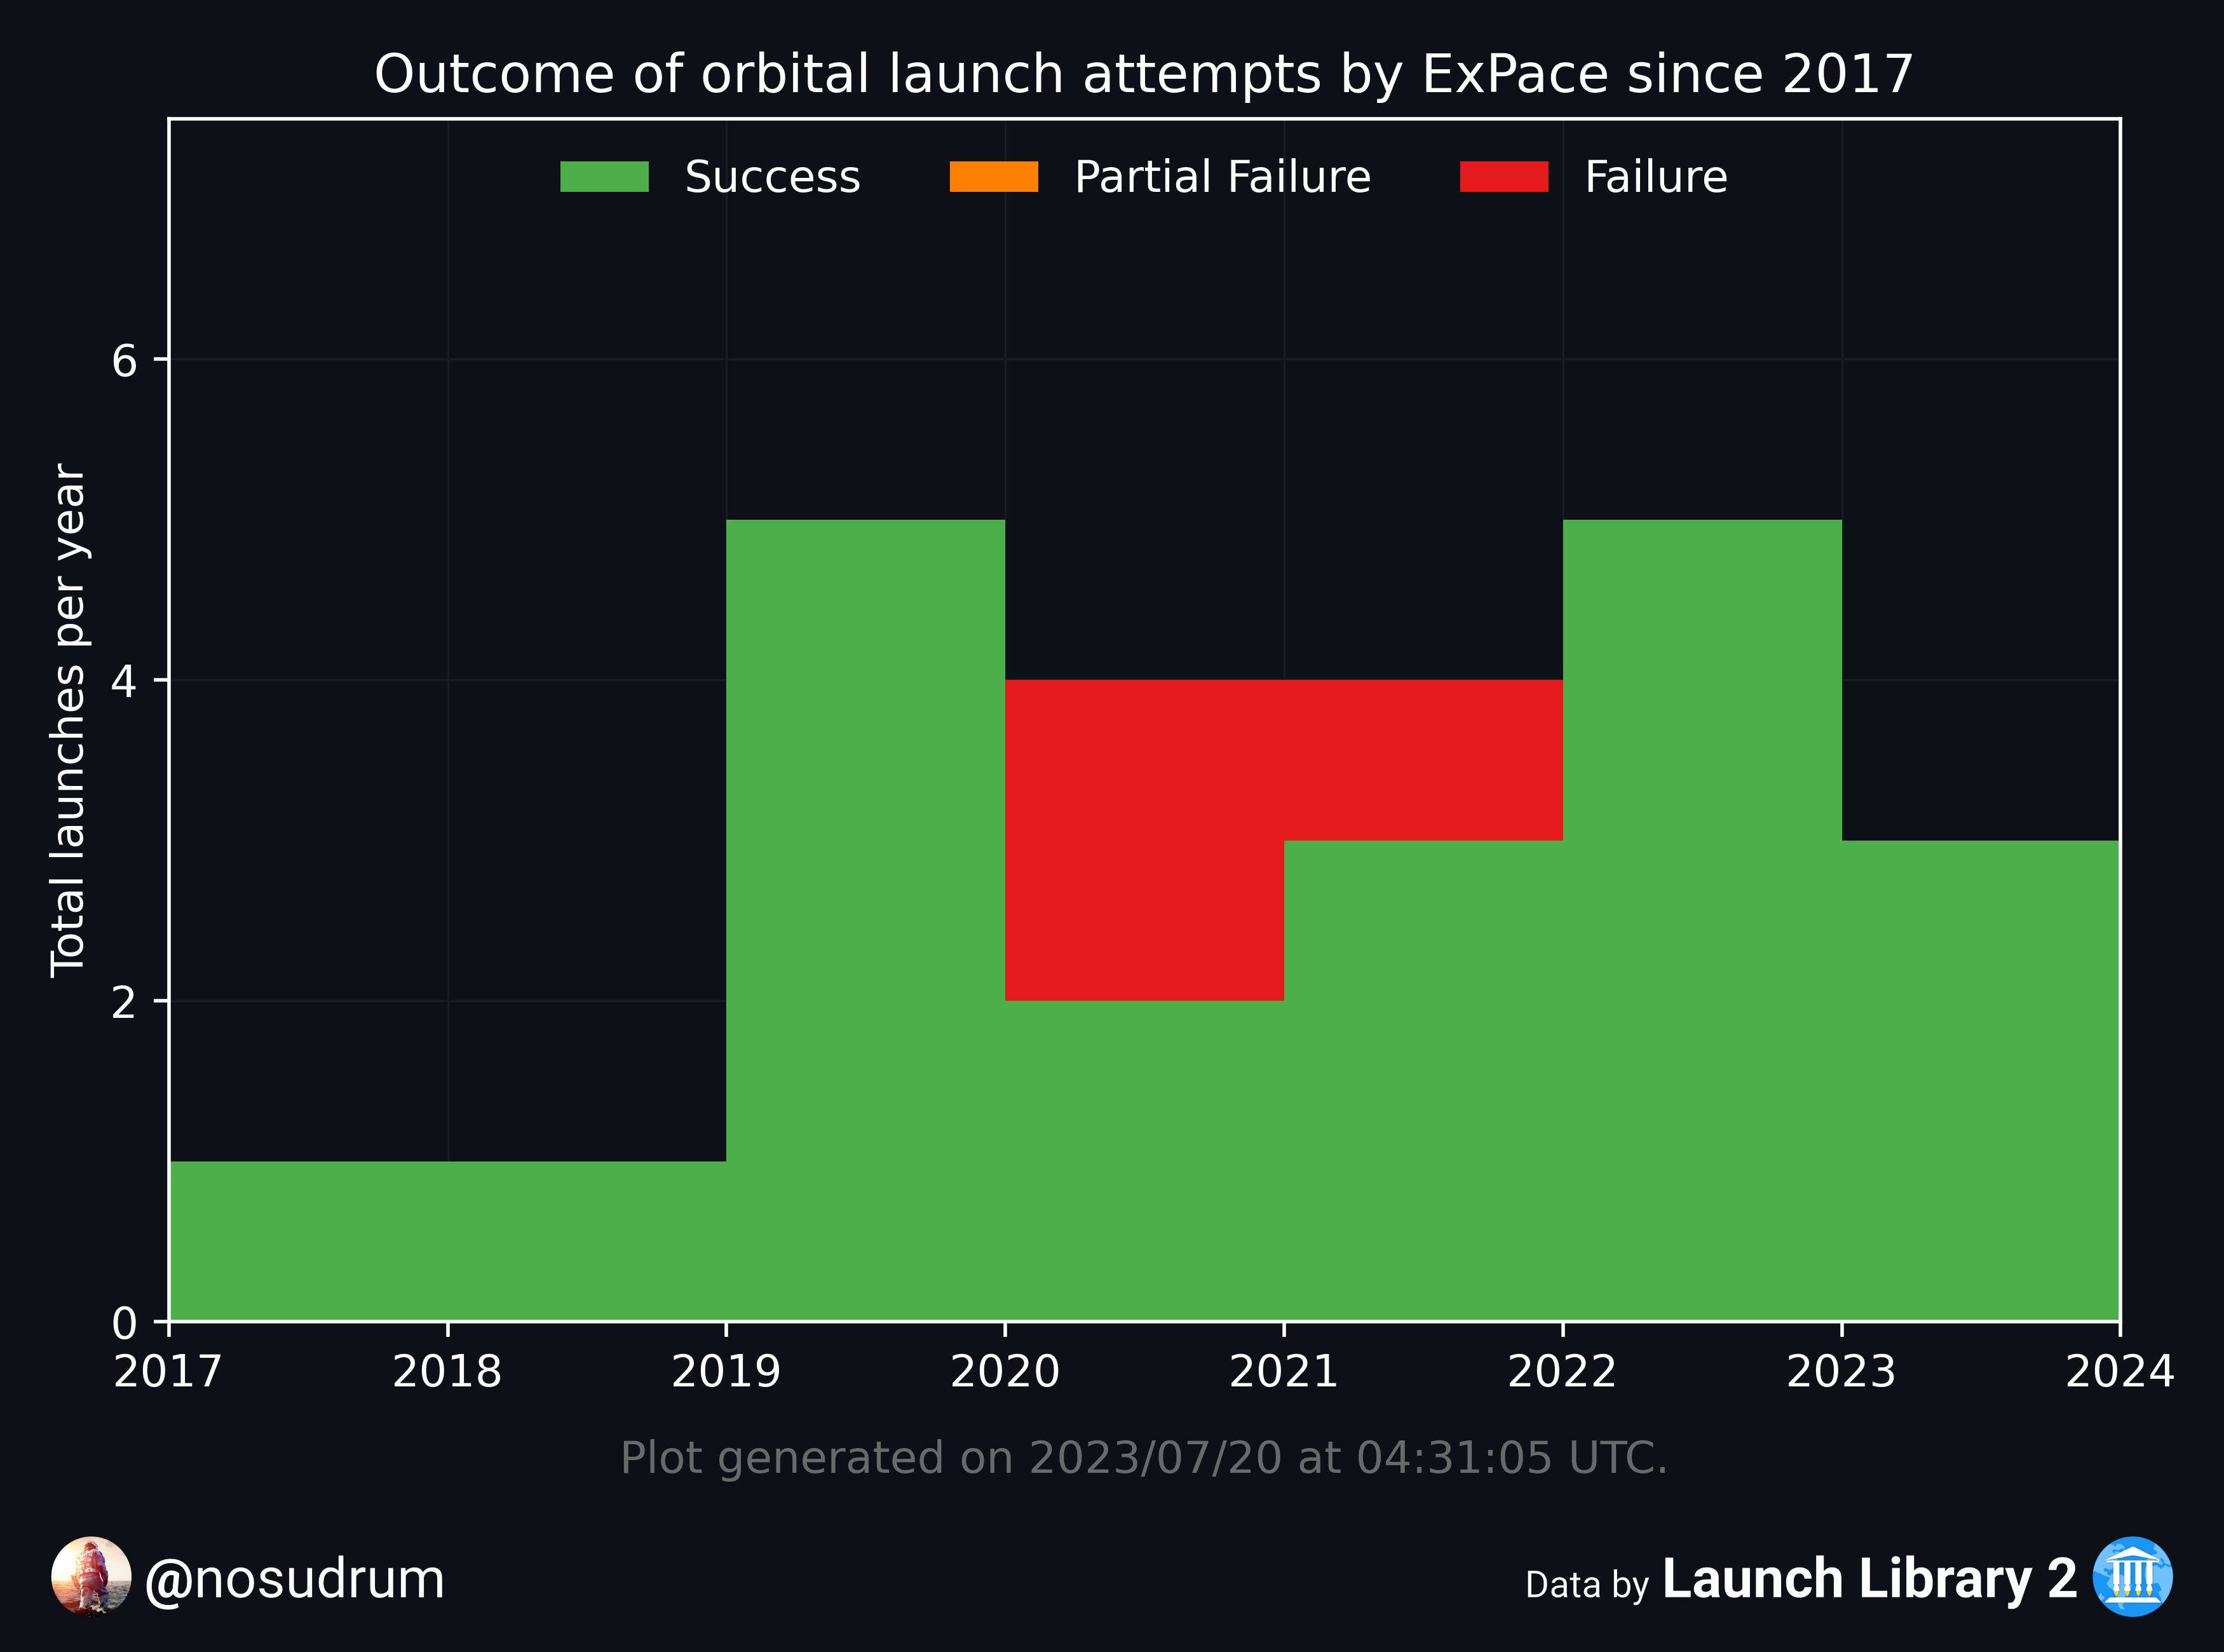 Outcome of orbital launch attempts by ExPace since 2017
Success Partial Failure Failure
Total launches per year
6
4
2
0
2017 2018 2019 2020 2021 2022 2023 2024
Plot generated on 2023/07/20 at 04:31:05 UTC.
@nosudrum
Data by Launch Library 2